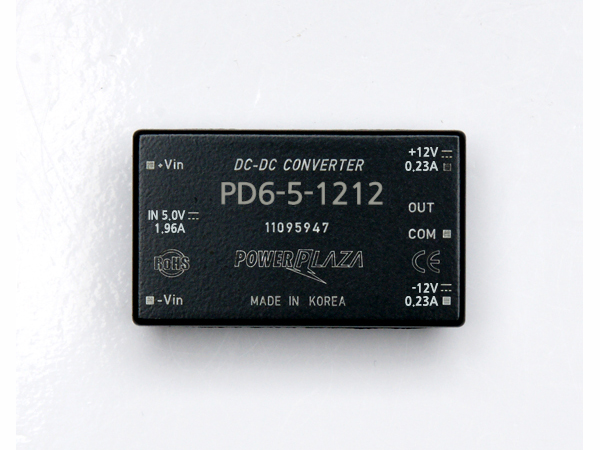 DC-DC CONVERTER
PD6-5-1212
11095947
POWERPLAZA
MADE IN KOREA
+Vin
IN 5.0V
1.96A
RoHS
-Vin
+12V
0.23A
OUT
COM
CE
-12V
0.23A